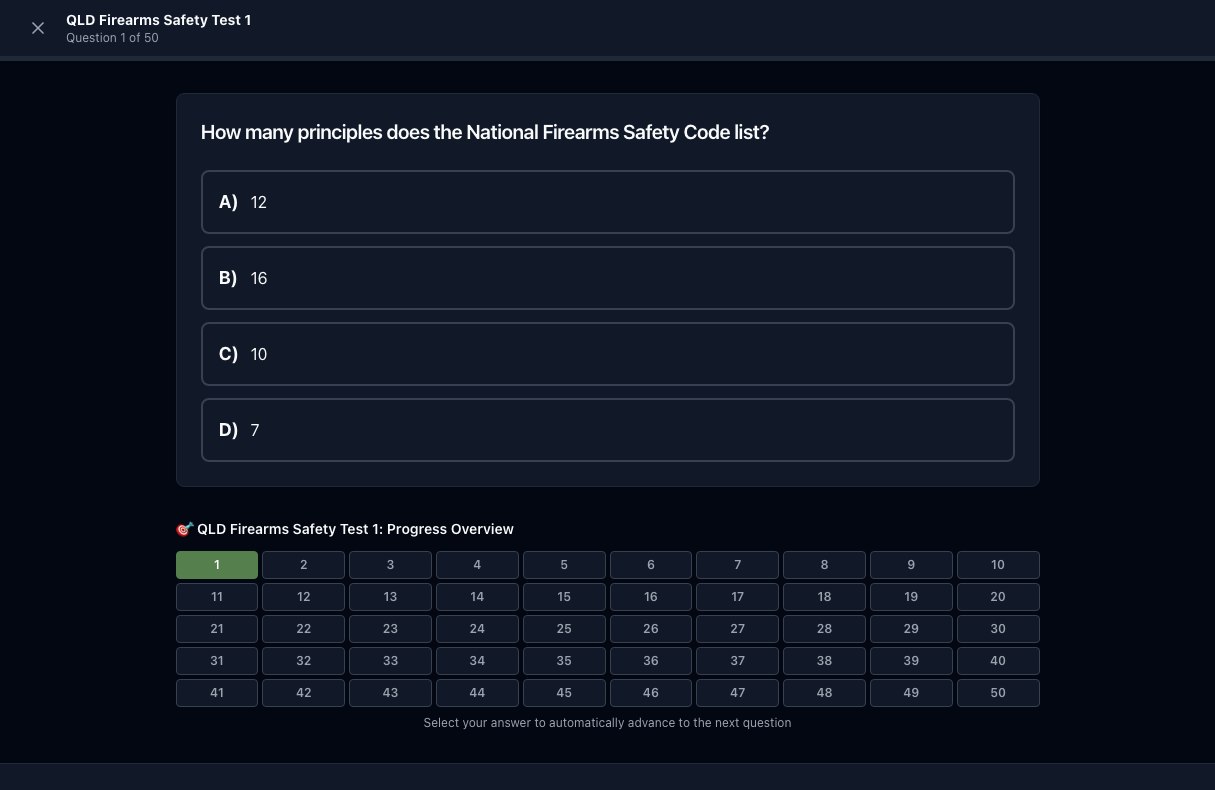 QLD Firearms Safety Test 1
Question 1 of 50
How many principles does the National Firearms Safety Code list?
A) 12
B) 16
C) 10
D) 7
🎯 QLD Firearms Safety Test 1: Progress Overview
1 2 3 4 5 6 7 8 9 10
11 12 13 14 15 16 17 18 19 20
21 22 23 24 25 26 27 28 29 30
31 32 33 34 35 36 37 38 39 40
41 42 43 44 45 46 47 48 49 50
Select your answer to automatically advance to the next question